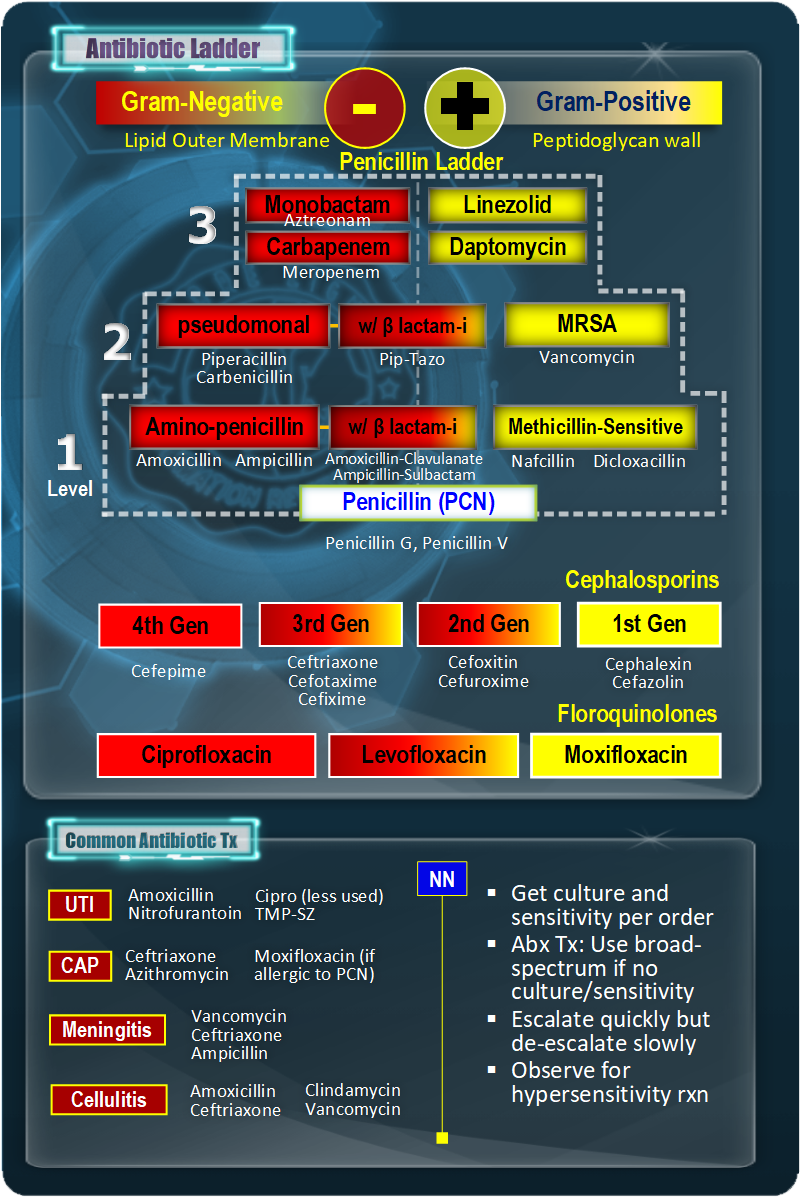 Antibiotic Ladder
Gram-Negative
-
+
Gram-Positive
Lipid Outer Membrane
Peptidoglycan wall
Penicillin Ladder
3
Monobactam
Aztreonam
Linezolid
Carbapenem
Meropenem
Daptomycin
2
pseudomonal
w/ β lactam-i
MRSA
Piperacillin
Carbenicillin
Pip-Tazo
Vancomycin
1
Level
Amino-penicillin
w/ β lactam-i
Methicillin-Sensitive
Amoxicillin Ampicillin
Amoxicillin-Clavulanate
Ampicillin-Sulbactam
Nafcillin Dicloxacillin
Penicillin (PCN)
Penicillin G, Penicillin V
Cephalosporins
4th Gen
3rd Gen
2nd Gen
1st Gen
Cefepime
Ceftriaxone
Cefotaxime
Cefixime
Cefoxitin
Cefuroxime
Cephalexin
Cefazolin
Floroquinolones
Ciprofloxacin
Levofloxacin
Moxifloxacin
Common Antibiotic Tx
UTI
Amoxicillin
Nitrofurantoin
Cipro (less used)
TMP-SZ
CAP
Ceftriaxone
Azithromycin
Moxifloxacin (if
allergic to PCN)
Meningitis
Vancomycin
Ceftriaxone
Ampicillin
Cellulitis
Amoxicillin
Ceftriaxone
Clindamycin
Vancomycin
NN
▪ Get culture and
sensitivity per order
▪ Abx Tx: Use broad-
spectrum if no
culture/sensitivity
▪ Escalate quickly but
de-escalate slowly
▪ Observe for
hypersensitivity rxn